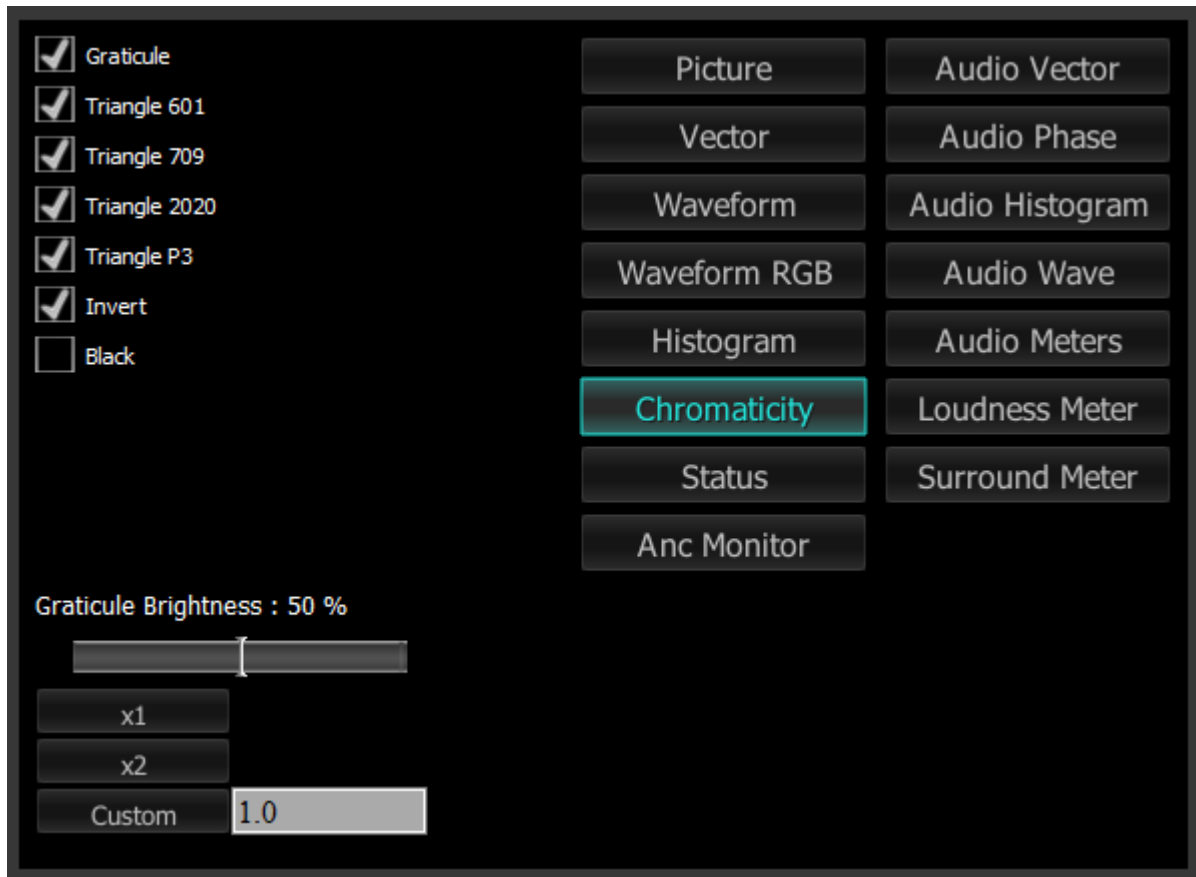 Graticule
Triangle 601
Triangle 709
Triangle 2020
Triangle P3
Invert
Black
Picture
Vector
Waveform
Waveform RGB
Histogram
Chromaticity
Status
Anc Monitor
Audio Vector
Audio Phase
Audio Histogram
Audio Wave
Audio Meters
Loudness Meter
Surround Meter
Graticule Brightness : 50 %
x1
x2
Custom 1.0